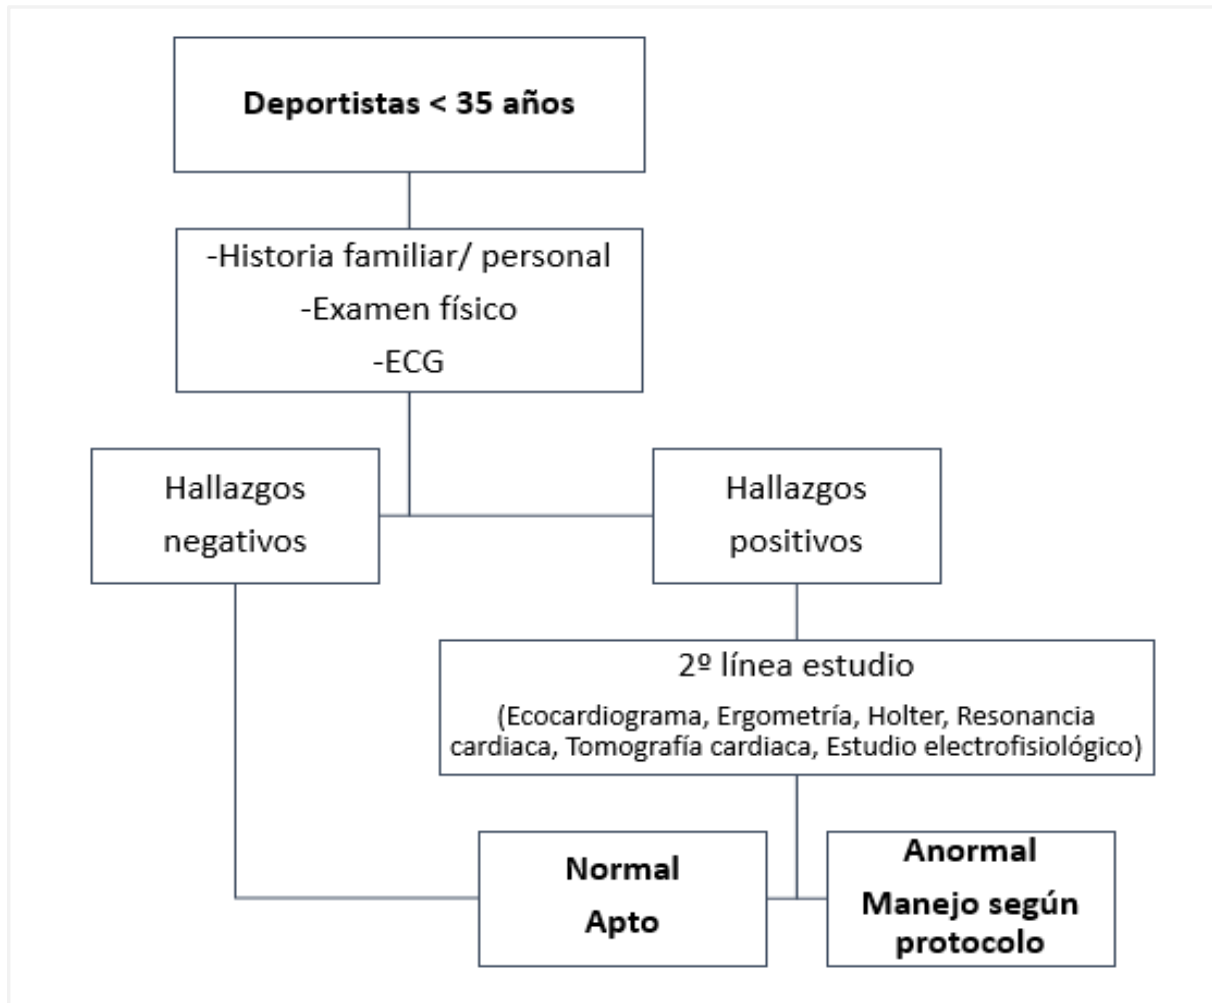 Deportistas < 35 años
-Historia familiar/ personal
-Examen físico
-ECG
Hallazgos
negativos
Hallazgos
positivos
2º línea estudio
(Ecocardiograma, Ergometría, Holter, Resonancia
cardiaca, Tomografía cardiaca, Estudio electrofisiológico)
Normal
Apto
Anormal
Manejo según
protocolo